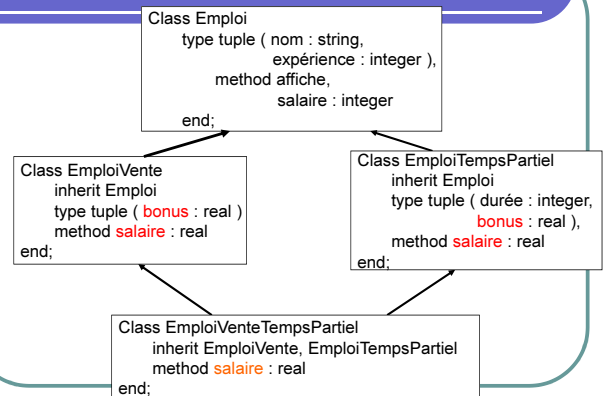 Class Emploi
type tuple ( nom : string,
expérience : integer ),
method affiche,
salaire : integer
end;
Class EmploiVente
inherit Emploi
type tuple ( bonus : real )
method salaire : real
end;
Class EmploiTempsPartiel
inherit Emploi
type tuple ( durée : integer,
bonus : real ),
method salaire : real
end;
Class EmploiVenteTempsPartiel
inherit EmploiVente, EmploiTempsPartiel
method salaire : real
end;